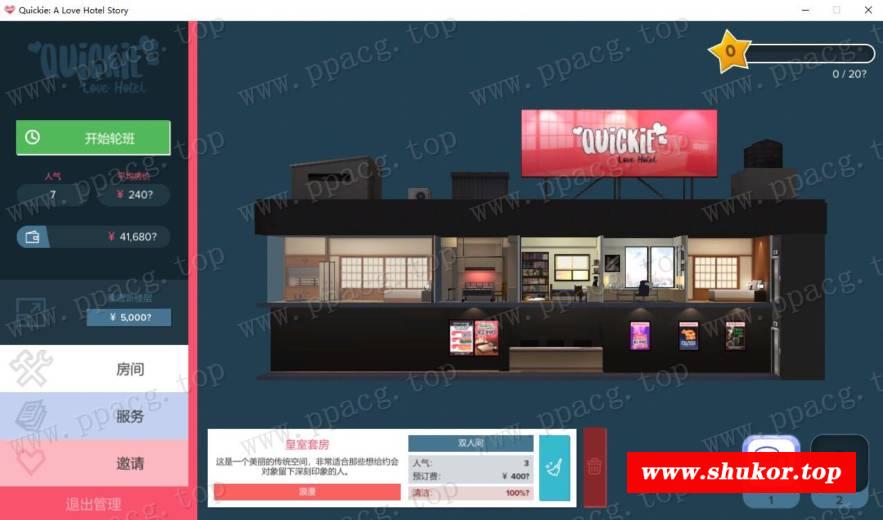 Quickie: A Love Hotel Story
QUICKIE
Love Hotel
0
0 / 20?
开始轮班
人气
平均房价
7
¥ 240?
¥ 41,680?
¥ 5,000?
房间
服务
邀请
退出管理
QUICKIE
Love Hotel
皇室套房
这是一个美丽的传统空间，非常适合那些想给约会
对象留下深刻印象的人。
浪漫
双人间
人气: 3
预订费: ¥ 400?
清洁: 100%?
1
2
www.ppacg.top
www.shukor.top